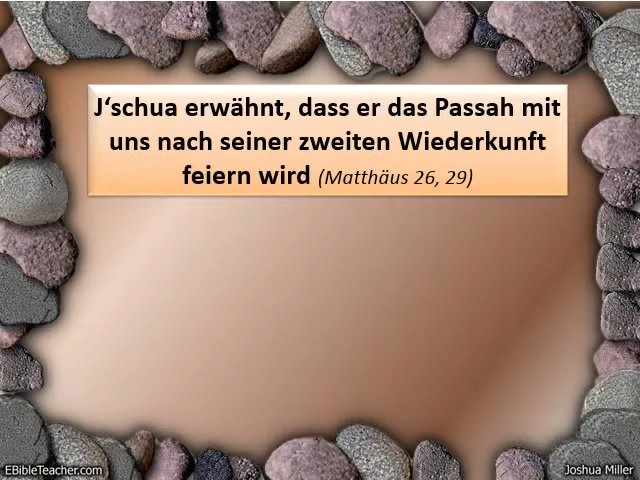 J‘schua erwähnt, dass er das Passah mit
uns nach seiner zweiten Wiederkunft
feiern wird (Matthäus 26, 29)
EBibleTeacher.com
Joshua Miller